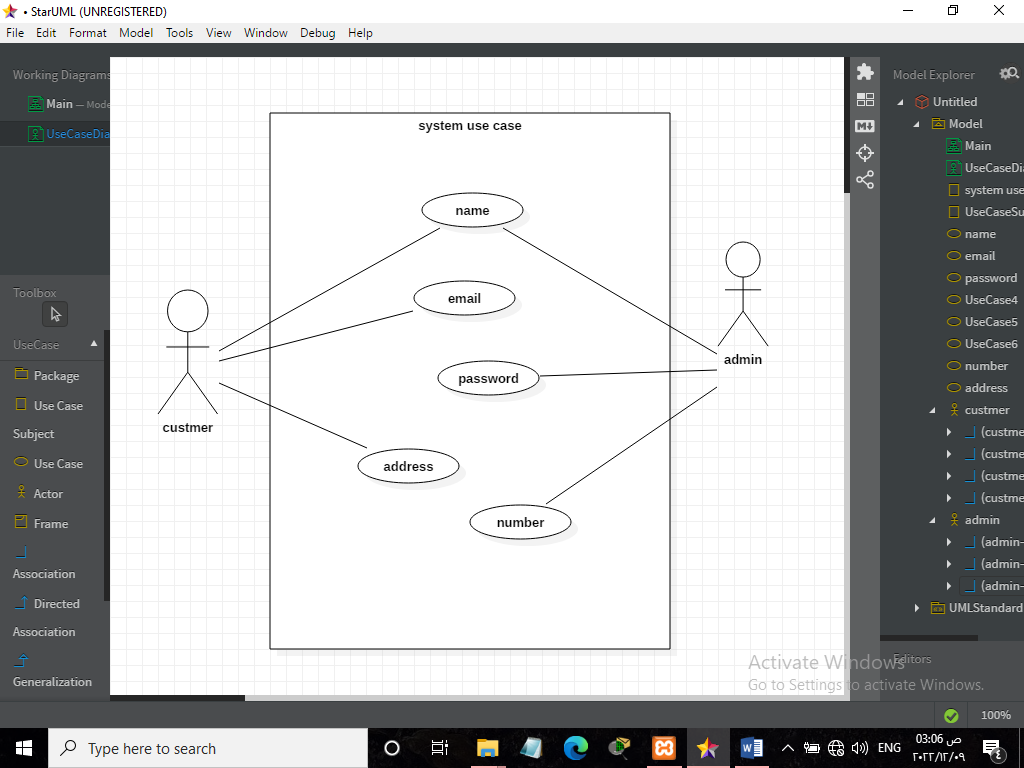 • StarUML (UNREGISTERED)
File Edit Format Model Tools View Window Debug Help
Working Diagrams
Main — Mode
UseCaseDia
Toolbox
UseCase
Package
Use Case
Subject
Use Case
Actor
Frame
Association
Directed
Association
Generalization
system use case
name
email
password
address
number
custmer
admin
M
Model Explorer
Untitled
Model
Main
UseCaseDi
system use
UseCaseSu
name
email
password
UseCase4
UseCase5
UseCase6
number
address
custmer
(custme
(custme
(custme
(custme
admin
(admin-
(admin-
(admin-
UMLStandard
Editors
Activate Windows
Go to Settings to activate Windows.
100%
Type here to search
W
ENG
03:06 ص
٢٠٢٢/١٢/٠٩
٤